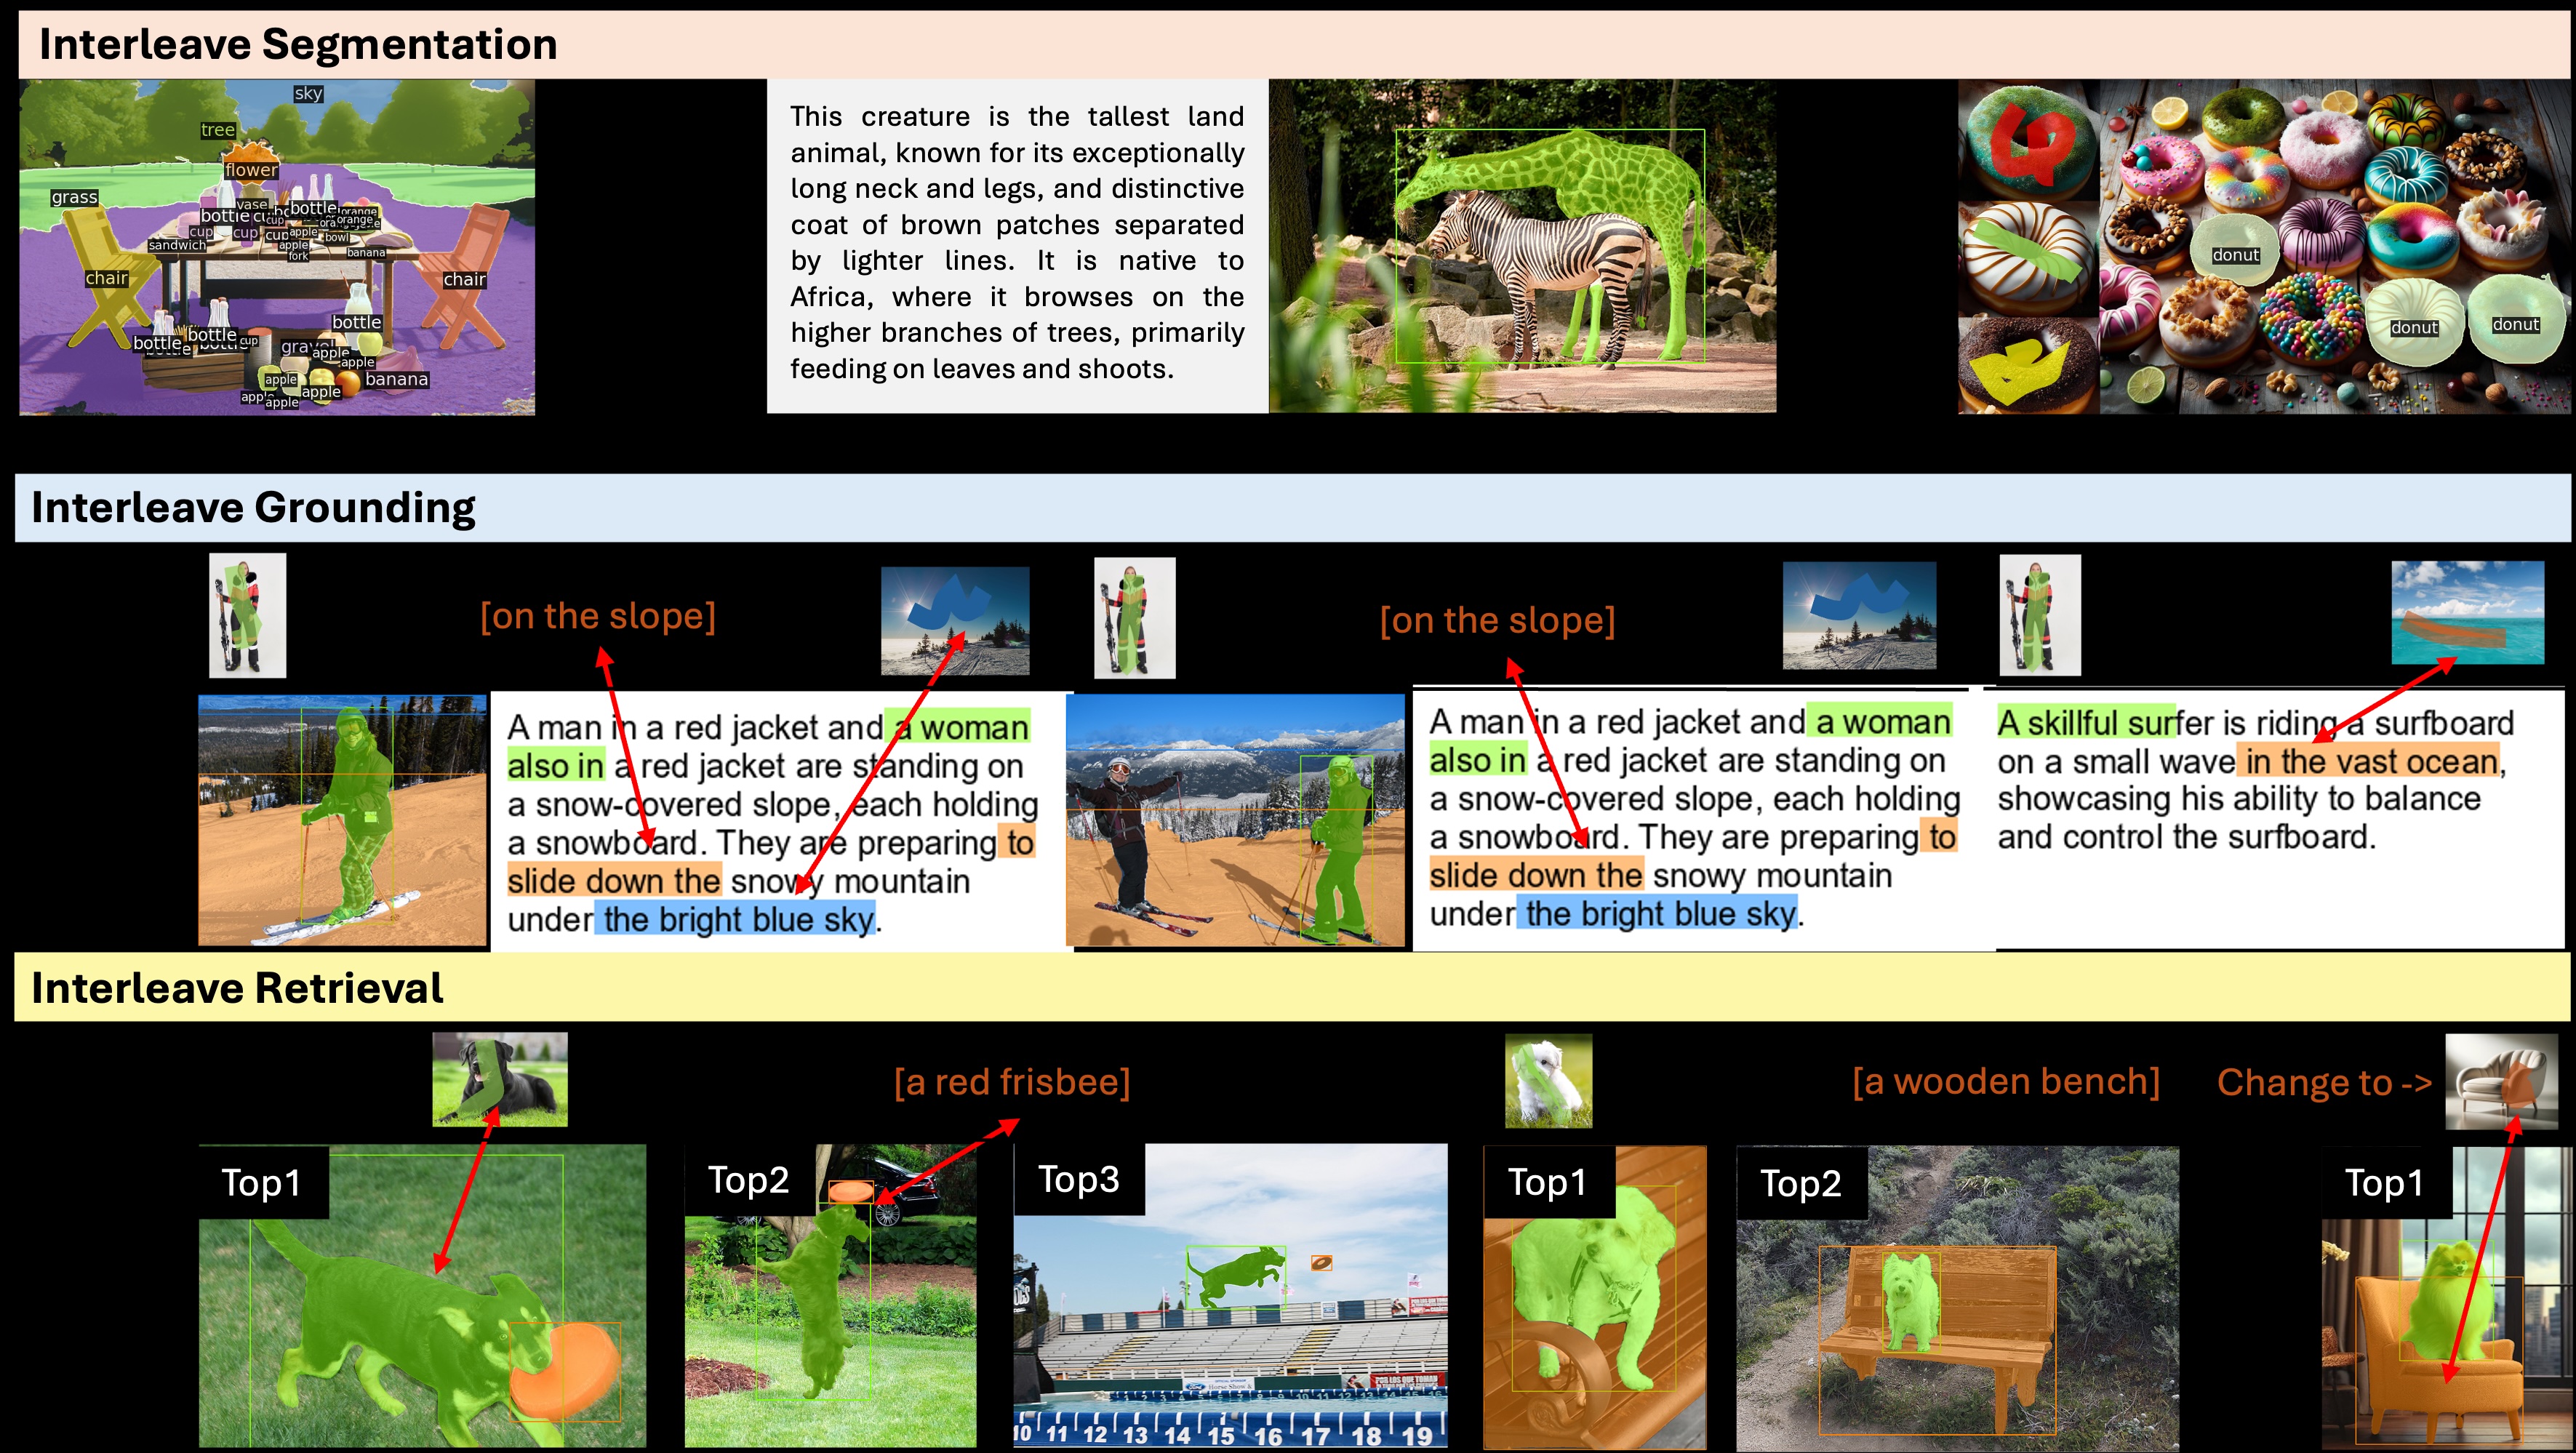 Interleave Segmentation
sky
tree
flower
grass
vase
bottle
bottle
orange
orange
cup
cup
cup
cup
apple
bowl
sandwich
apple
fork
banana
chair
chair
bottle
bottle
bottle
cup
apple
apple
apple
banana
apple
apple
apple
This creature is the tallest land
animal, known for its exceptionally
long neck and legs, and distinctive
coat of brown patches separated
by lighter lines. It is native to
Africa, where it browses on the
higher branches of trees, primarily
feeding on leaves and shoots.
donut
donut
donut
Interleave Grounding
[on the slope]
[on the slope]
A man in a red jacket and a woman
also in a red jacket are standing on
a snow-covered slope, each holding
a snowboard. They are preparing to
slide down the snowy mountain
under the bright blue sky.
A man in a red jacket and a woman
also in a red jacket are standing on
a snow-covered slope, each holding
a snowboard. They are preparing to
slide down the snowy mountain
under the bright blue sky.
A skillful surfer is riding a surfboard
on a small wave in the vast ocean,
showcasing his ability to balance
and control the surfboard.
Interleave Retrieval
[a red frisbee]
[a wooden bench]
Change to ->
Top1
Top2
Top3
Top1
Top2
Top1
10 11 12 13 14 15 16 17 18 19